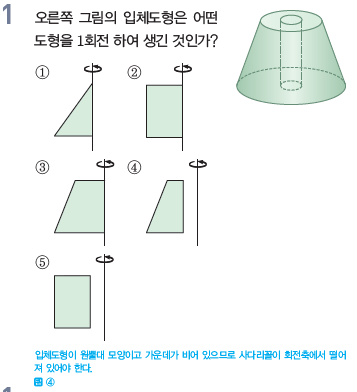 1 오른쪽 그림의 입체도형은 어떤
도형을 1회전 하여 생긴 것인가?
① ②
③ ④
⑤
입체도형이 원뿔대 모양이고 가운데가 비어 있으므로 사다리꼴이 회전축에서 떨어
져 있어야 한다.
답 ④